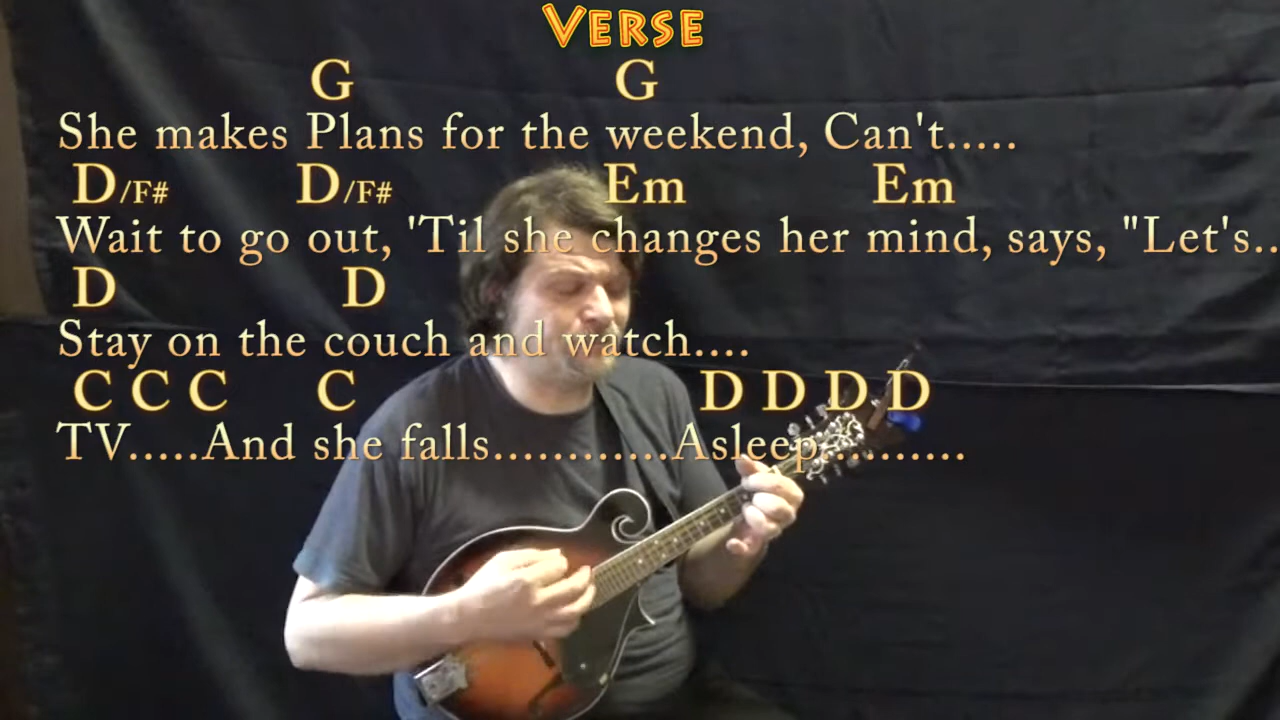 VERSE
G G
She makes Plans for the weekend, Can't.....
D/F# D/F# Em Em
Wait to go out, 'Til she changes her mind, says, "Let's..
D D
Stay on the couch and watch....
C C C C D D D D
TV.....And she falls............Asleep..........